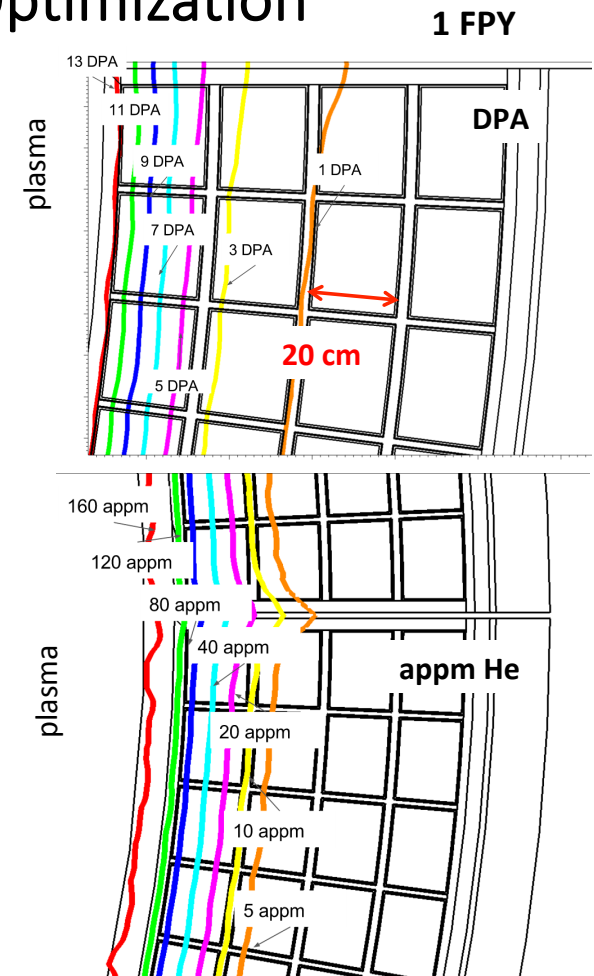 ptimization
1 FPY
13 DPA
DPA
11 DPA
plasma
9 DPA
1 DPA
7 DPA
3 DPA
20 cm
5 DPA
160 appm
120 appm
80 appm
40 appm
appm He
plasma
20 appm
10 appm
5 appm